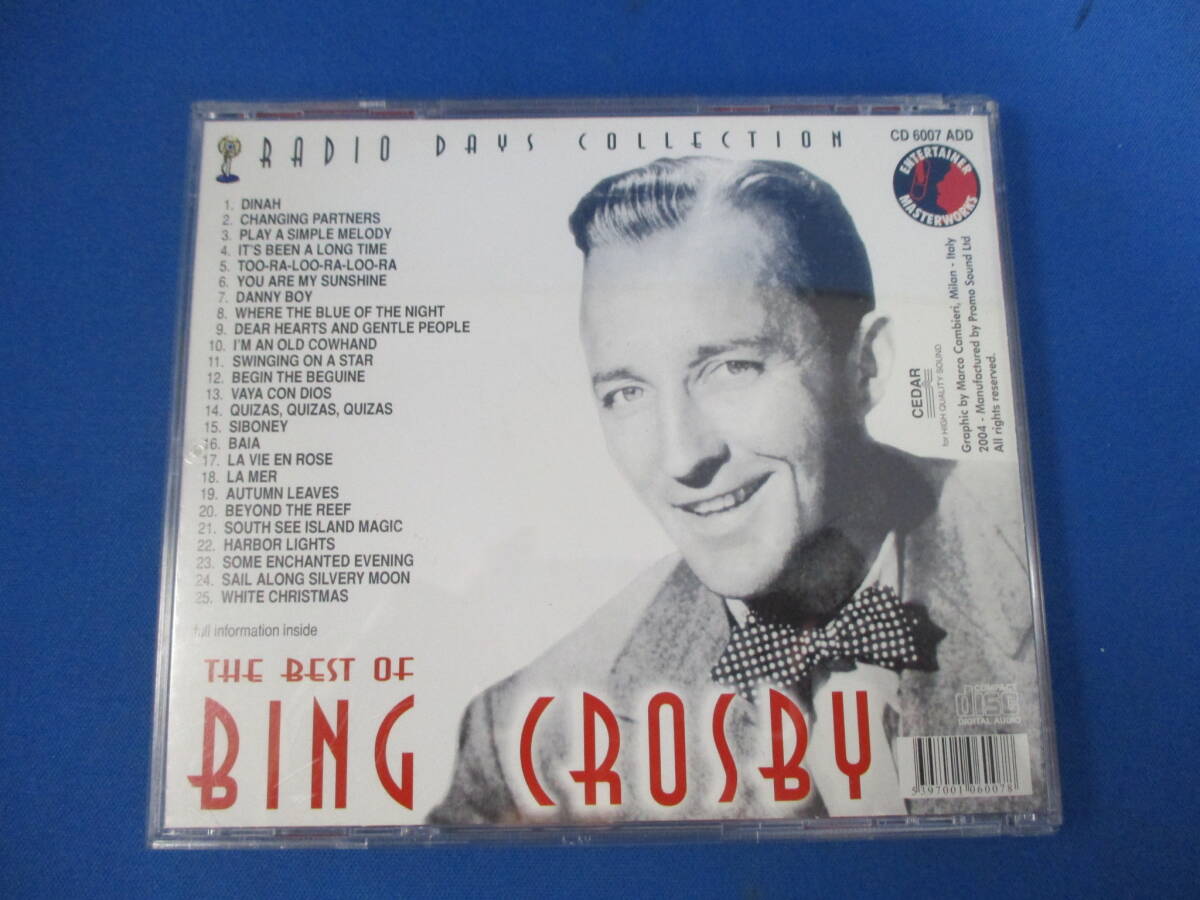 RADIO DAYS COLLECTION
CD 6007 ADD
ENTERTAINER
MASTERWORKS
1. DINAH
2. CHANGING PARTNERS
3. PLAY A SIMPLE MELODY
4. IT'S BEEN A LONG TIME
5. TOO-RA-LOO-RA-LOO-RA
6. YOU ARE MY SUNSHINE
7. DANNY BOY
8. WHERE THE BLUE OF THE NIGHT
9. DEAR HEARTS AND GENTLE PEOPLE
10. I'M AN OLD COWHAND
11. SWINGING ON A STAR
12. BEGIN THE BEGUINE
13. VAYA CON DIOS
14. QUIZAS, QUIZAS, QUIZAS
15. SIBONEY
16. BAIA
17. LA VIE EN ROSE
18. LA MER
19. AUTUMN LEAVES
20. BEYOND THE REEF
21. SOUTH SEE ISLAND MAGIC
22. HARBOR LIGHTS
23. SOME ENCHANTED EVENING
24. SAIL ALONG SILVERY MOON
25. WHITE CHRISTMAS
full information inside
THE BEST OF
BING CROSBY
CEDAR
for HIGH QUALITY SOUND
Graphic by Marco Cambieri, Milan - Italy
2004 - Manufactured by Promo Sound Ltd
All rights reserved.
COMPACT
disc
DIGITAL AUDIO
5397001060078